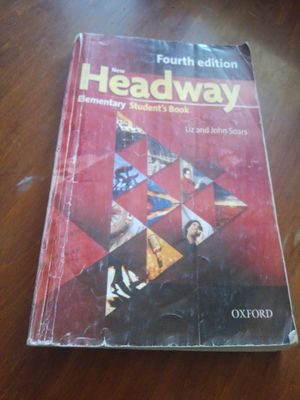 Fourth edition
New
Headway
Elementary Student's Book
Liz and John Soars
OXFORD